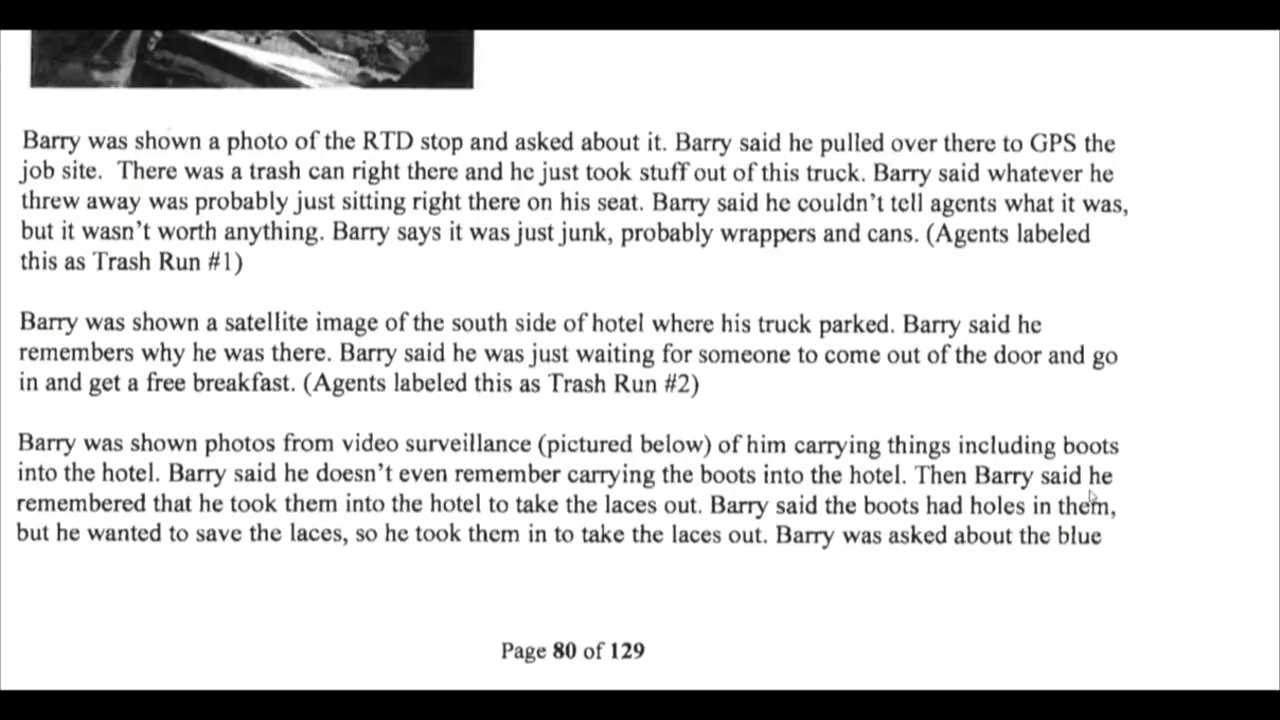 Barry was shown a photo of the RTD stop and asked about it. Barry said he pulled over there to GPS the
job site. There was a trash can right there and he just took stuff out of this truck. Barry said whatever he
threw away was probably just sitting right there on his seat. Barry said he couldn't tell agents what it was,
but it wasn't worth anything. Barry says it was just junk, probably wrappers and cans. (Agents labeled
this as Trash Run #1)
Barry was shown a satellite image of the south side of hotel where his truck parked. Barry said he
remembers why he was there. Barry said he was just waiting for someone to come out of the door and go
in and get a free breakfast. (Agents labeled this as Trash Run #2)
Barry was shown photos from video surveillance (pictured below) of him carrying things including boots
into the hotel. Barry said he doesn't even remember carrying the boots into the hotel. Then Barry said he
remembered that he took them into the hotel to take the laces out. Barry said the boots had holes in them,
but he wanted to save the laces, so he took them in to take the laces out. Barry was asked about the blue
Page 80 of 129